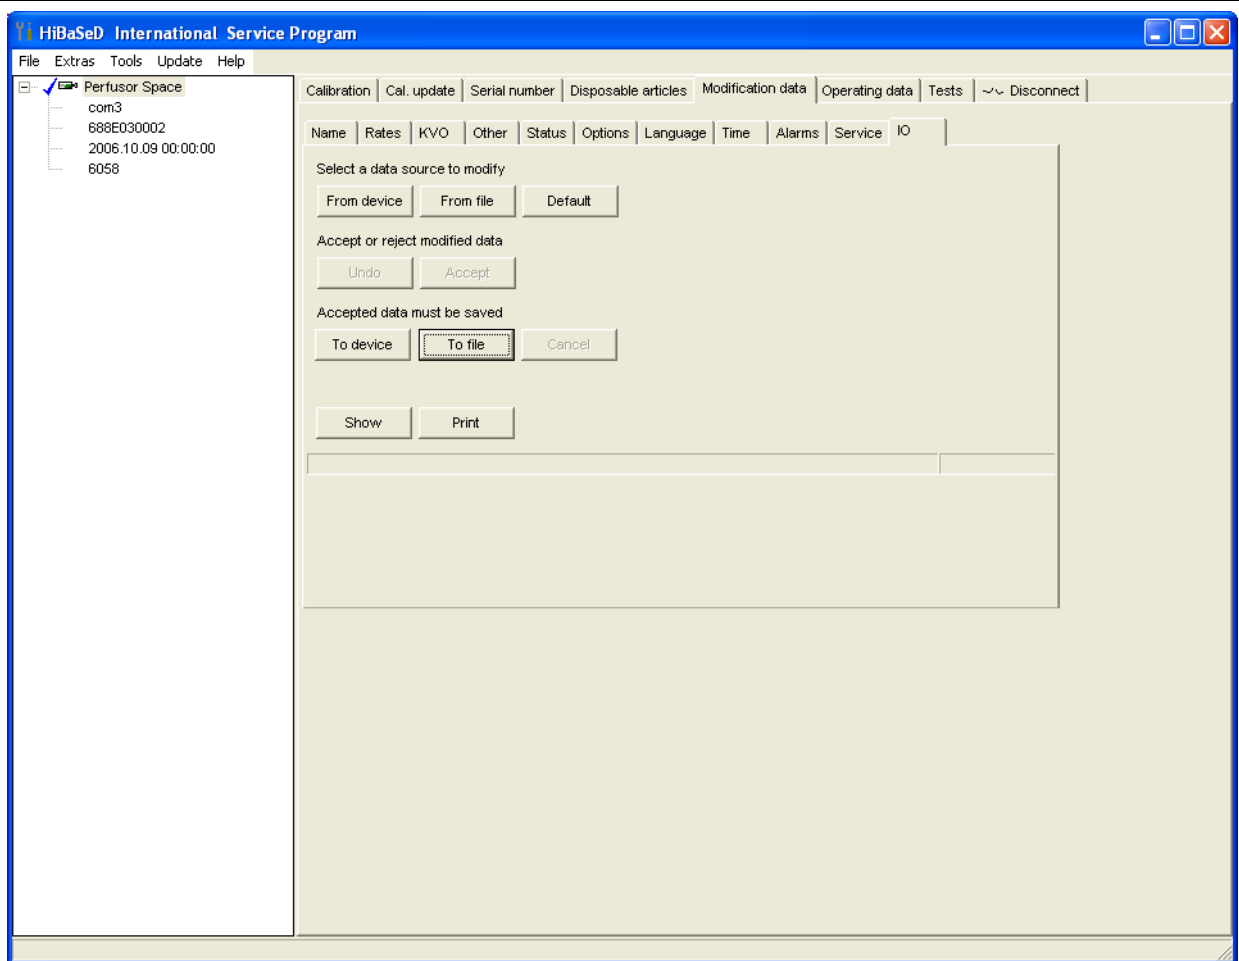 HiBaSeD International Service Program
File Extras Tools Update Help
Perfusor Space
com3
688E030002
2006.10.09 00:00:00
6058
Calibration Cal. update Serial number Disposable articles Modification data Operating data Tests Disconnect
Name Rates KVO Other Status Options Language Time Alarms Service IO
Select a data source to modify
From device From file Default
Accept or reject modified data
Undo Accept
Accepted data must be saved
To device To file Cancel
Show Print